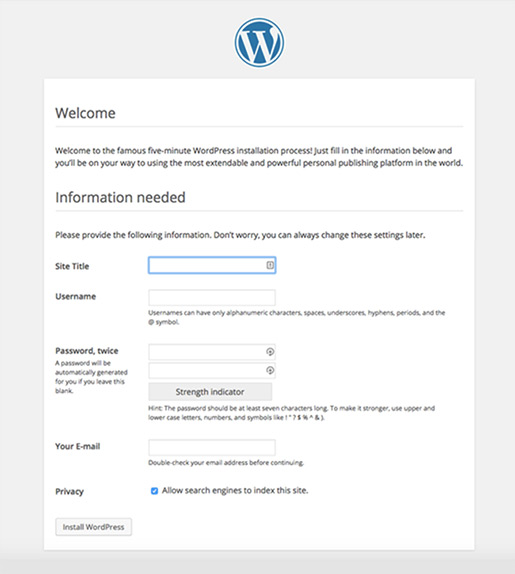 Welcome
Welcome to the famous five-minute WordPress installation process! Just fill in the information below and
you'll be on your way to using the most extendable and powerful personal publishing platform in the world.
Information needed
Please provide the following information. Don't worry, you can always change these settings later.
Site Title
Username
Usernames can have only alphanumeric characters, spaces, underscores, hyphens, periods, and the
@ symbol.
Password, twice
A password will be
automatically generated
for you if you leave this
blank.
Strength indicator
Hint: The password should be at least seven characters long. To make it stronger, use upper and
lower case letters, numbers, and symbols like ! " ? $ % ^ & ).
Your E-mail
Double-check your email address before continuing.
Privacy
Allow search engines to index this site.
Install WordPress